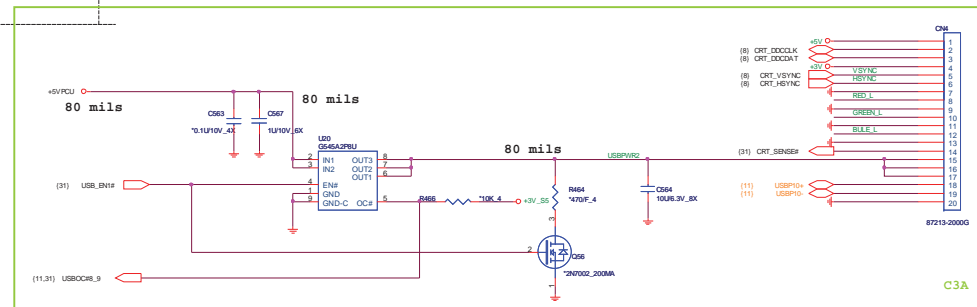 CN4
+5V
1
{8} CRT_DDCCLK
2
{8} CRT_DDCDAT
3
+3V
4
{8} CRT_VSYNC
VSYNC
5
{8} CRT_HSYNC
HSYNC
6
7
RED_L
8
9
GREEN_L
10
11
BULE_L
12
13
{31} CRT_SENSE#
14
15
16
17
{11} USBP10+
18
{11} USBP10-
19
20
87213-2000G
+5VPCU
80 mils
80 mils
C563
*0.1U/10V_4X
C567
1U/10V_6X
U20
G545A2P8U
2 IN1 OUT3 8
3 IN2 OUT2 7
OUT1 6
4 EN#
1 GND
9 GND-C OC# 5
80 mils
USBPWR2
{31} USB_EN1#
R466
*10K_4
+3V_S5
R464
*470/F_4
C564
10U/6.3V_8X
3
2
Q56
*2N7002_200MA
1
{11,31} USBOC#8_9
C3A